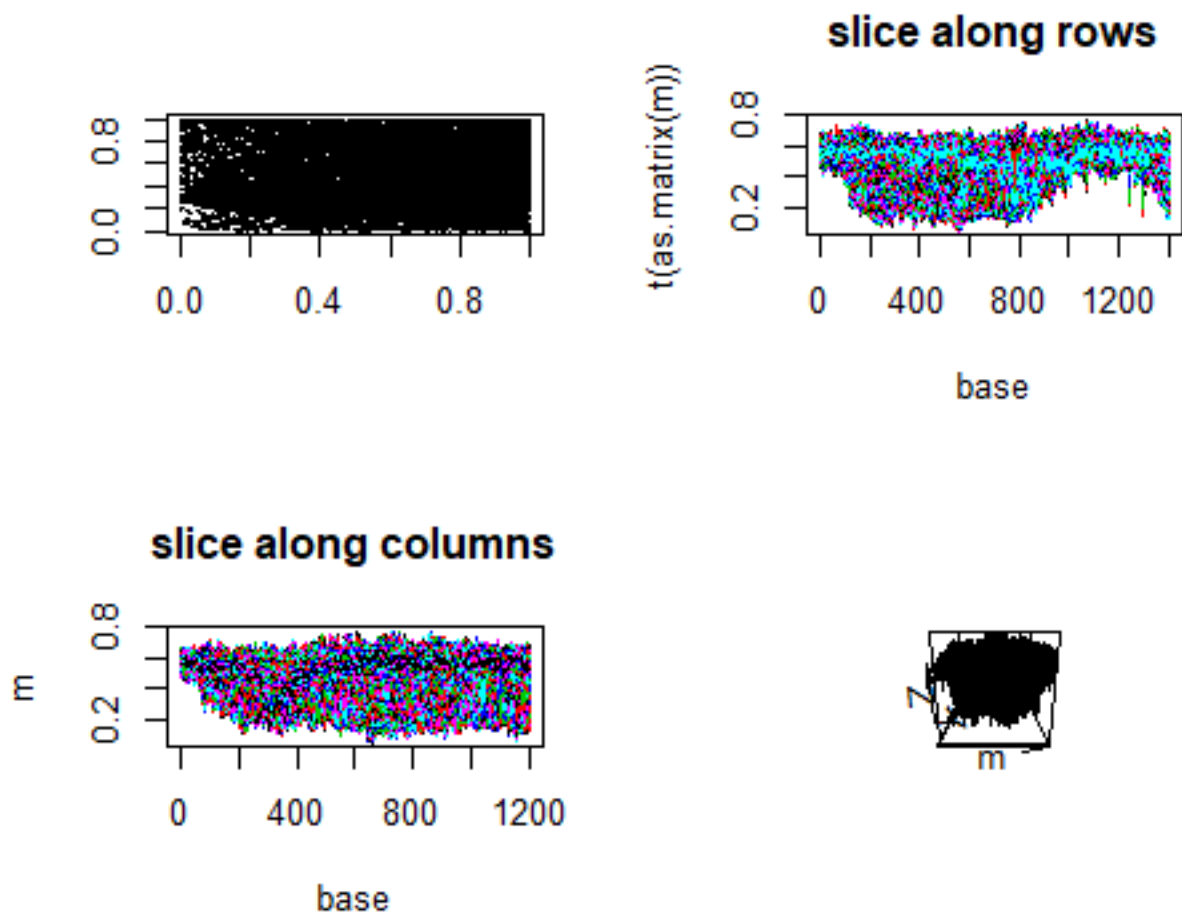 0.8
0.0
0.0 0.4 0.8
slice along rows
t(as.matrix(m))
0.8
0.2
0 400 800 1200
base
slice along columns
m
0.8
0.2
0 400 800 1200
base
Z
m